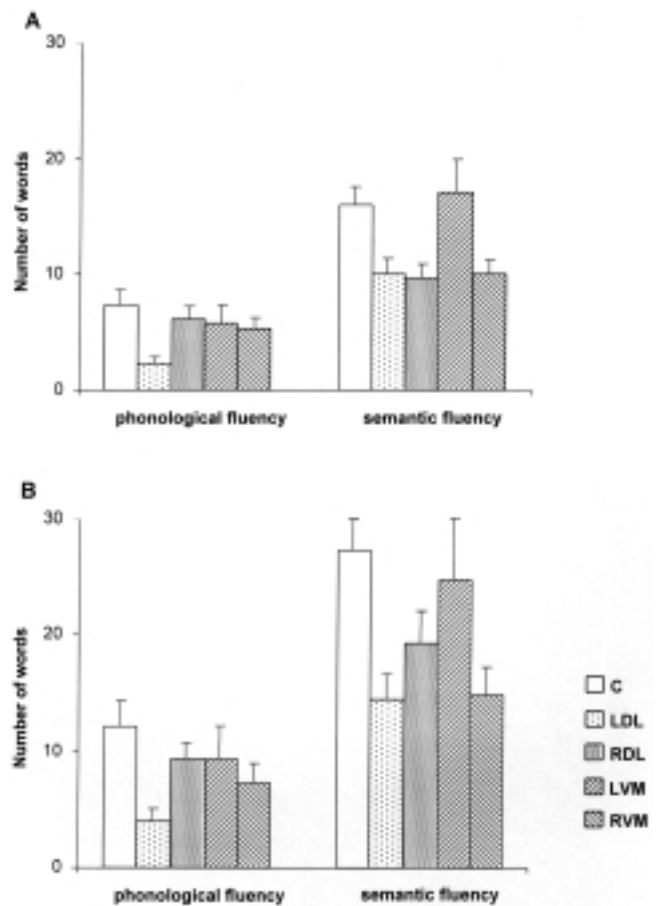 A
30
20
10
0
Number of words
phonological fluency
semantic fluency
B
30
20
10
0
Number of words
phonological fluency
semantic fluency
C
LDL
RDL
LVM
RVM